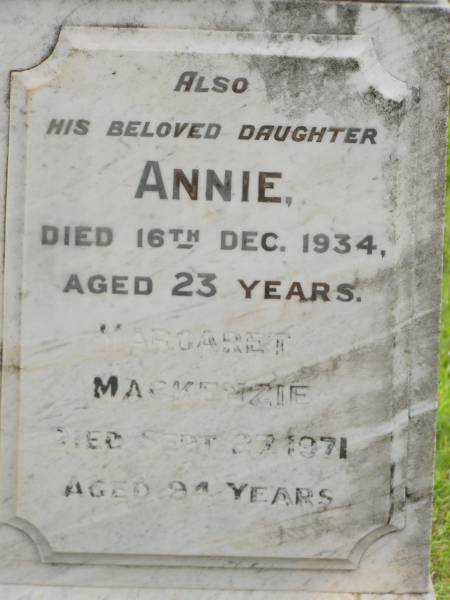 ALSO
HIS BELOVED DAUGHTER
ANNIE,
DIED 16TH DEC. 1934,
AGED 23 YEARS.
MARGARET
MACKENZIE
DIED SEPT 27 1971
AGED 94 YEARS